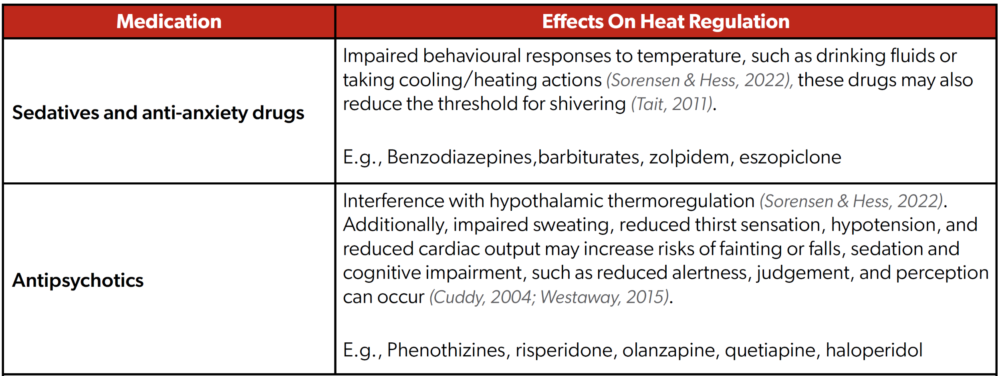 Medication
Effects On Heat Regulation
Sedatives and anti-anxiety drugs
Impaired behavioural responses to temperature, such as drinking fluids or
taking cooling/heating actions (Sorensen & Hess, 2022), these drugs may also
reduce the threshold for shivering (Tait, 2011).
E.g., Benzodiazepines,barbiturates, zolpidem, eszopiclone
Antipsychotics
Interference with hypothalamic thermoregulation (Sorensen & Hess, 2022).
Additionally, impaired sweating, reduced thirst sensation, hypotension, and
reduced cardiac output may increase risks of fainting or falls, sedation and
cognitive impairment, such as reduced alertness, judgement, and perception
can occur (Cuddy, 2004; Westaway, 2015).
E.g., Phenothizines, risperidone, olanzapine, quetiapine, haloperidol